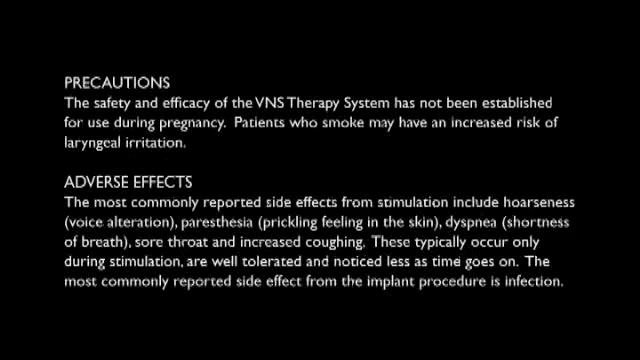 PRECAUTIONS
The safety and efficacy of the VNS Therapy System has not been established
for use during pregnancy. Patients who smoke may have an increased risk of
laryngeal irritation.
ADVERSE EFFECTS
The most commonly reported side effects from stimulation include hoarseness
(voice alteration), paresthesia (prickling feeling in the skin), dyspnea (shortness
of breath), sore throat and increased coughing. These typically occur only
during stimulation, are well tolerated and noticed less as time goes on. The
most commonly reported side effect from the implant procedure is infection.